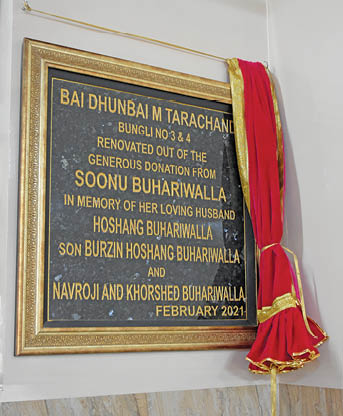 BAI DHUNBAI M TARACHAND
BUNGLI NO 3 & 4
RENOVATED OUT OF THE
GENEROUS DONATION FROM
SOONU BUHARIWALLA
IN MEMORY OF HER LOVING HUSBAND
HOSHANG BUHARIWALLA
SON BURZIN HOSHANG BUHARIWALLA
AND
NAVROJI AND KHORSHED BUHARIWALLA
FEBRUARY 2021